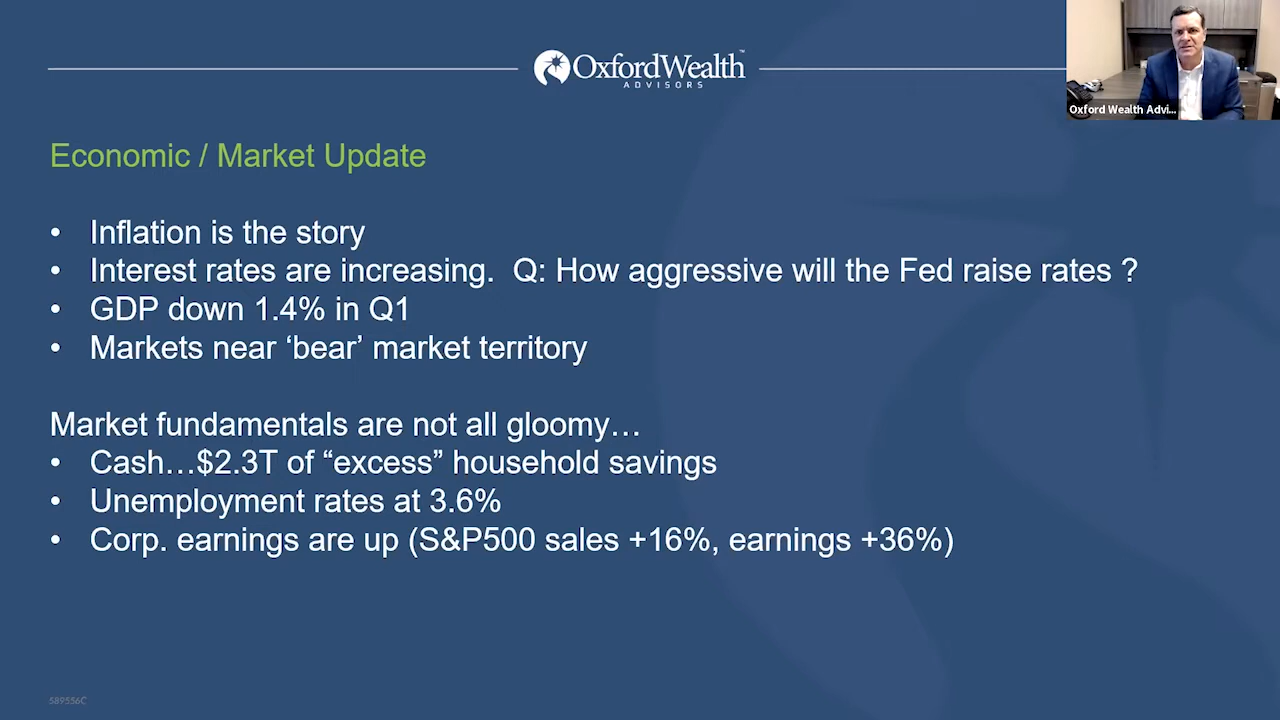 OxfordWealth™
ADVISORS
Oxford Wealth Advi...
Economic / Market Update
• Inflation is the story
• Interest rates are increasing.  Q: How aggressive will the Fed raise rates ?
• GDP down 1.4% in Q1
• Markets near ‘bear’ market territory
Market fundamentals are not all gloomy…
• Cash…$2.3T of “excess” household savings
• Unemployment rates at 3.6%
• Corp. earnings are up (S&P500 sales +16%, earnings +36%)
589556C